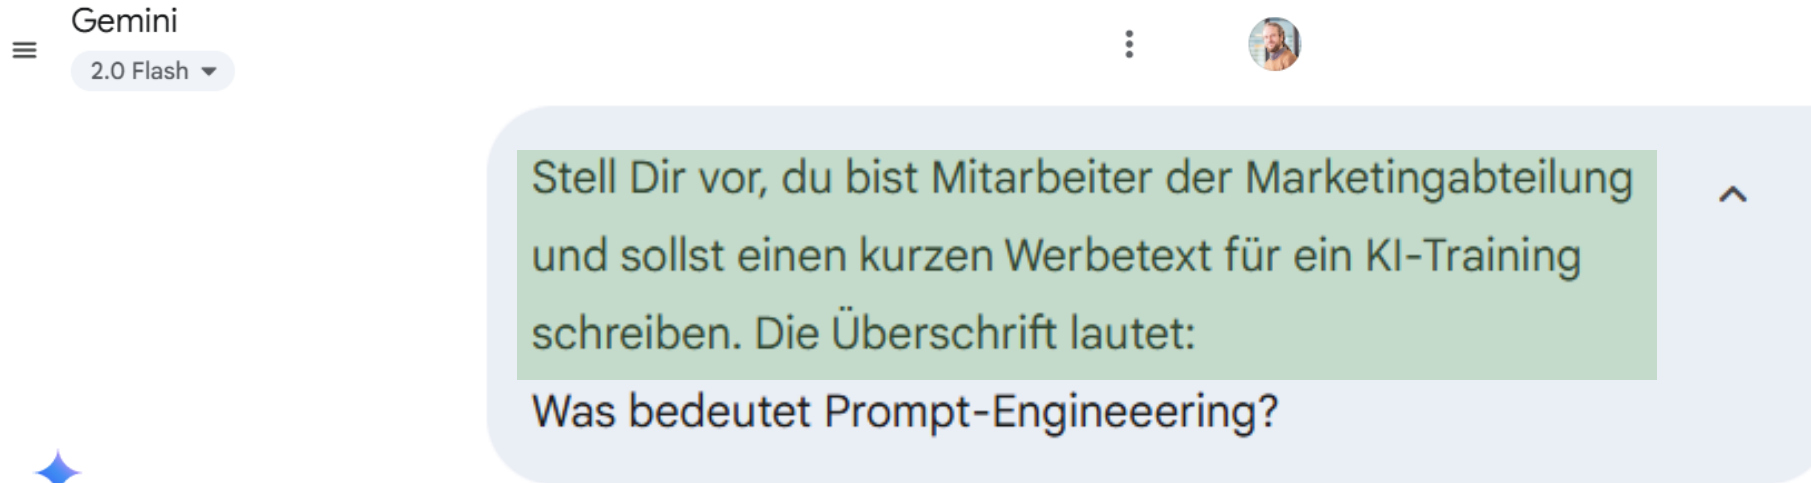 Gemini
2.0 Flash
Stell Dir vor, du bist Mitarbeiter der Marketingabteilung
und sollst einen kurzen Werbetext für ein KI-Training
schreiben. Die Überschrift lautet:
Was bedeutet Prompt-Engineeering?